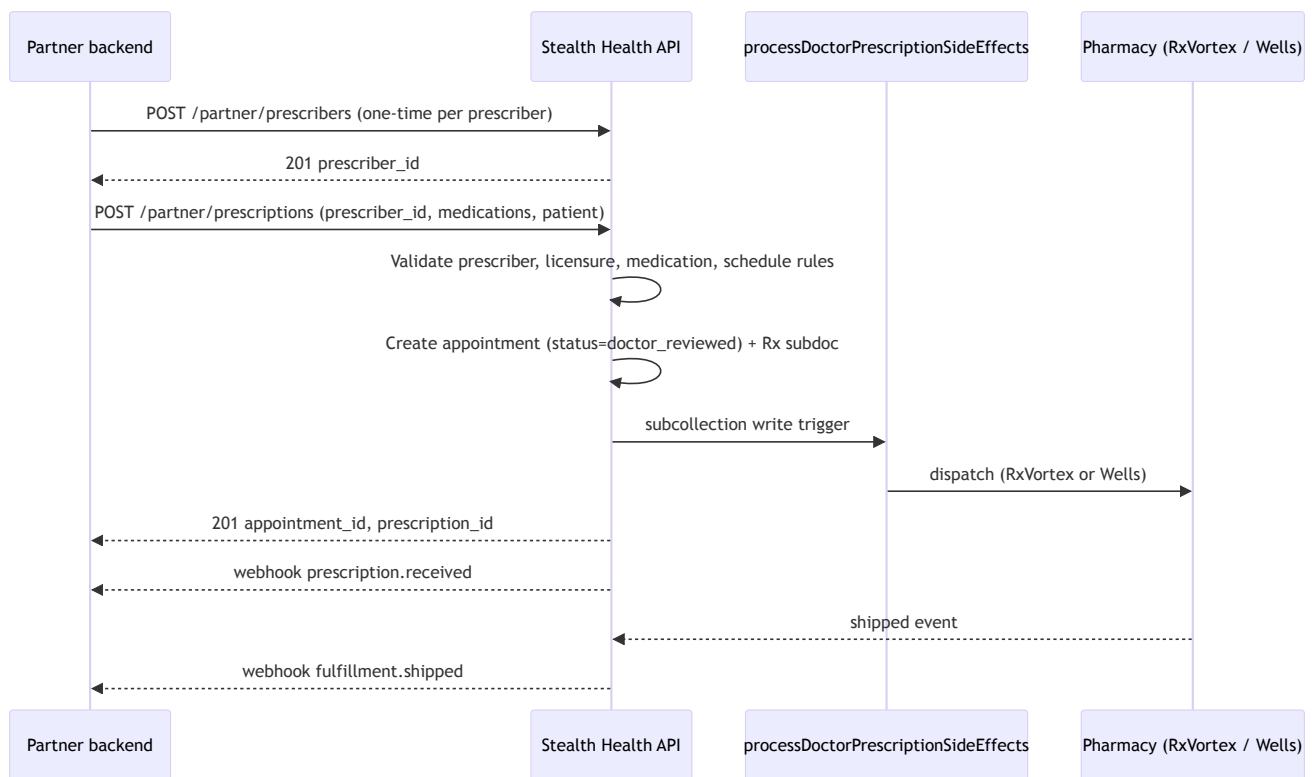 Partner backend
Stealth Health API
processDoctorPrescriptionSideEffects
Pharmacy (RxVortex / Wells)
POST /partner/prescribers (one-time per prescriber)
201 prescriber_id
POST /partner/prescriptions (prescriber_id, medications, patient)
Validate prescriber, licensure, medication, schedule rules
Create appointment (status=doctor_reviewed) + Rx subdoc
subcollection write trigger
dispatch (RxVortex or Wells)
201 appointment_id, prescription_id
webhook prescription.received
shipped event
webhook fulfillment.shipped
Partner backend
Stealth Health API
processDoctorPrescriptionSideEffects
Pharmacy (RxVortex / Wells)